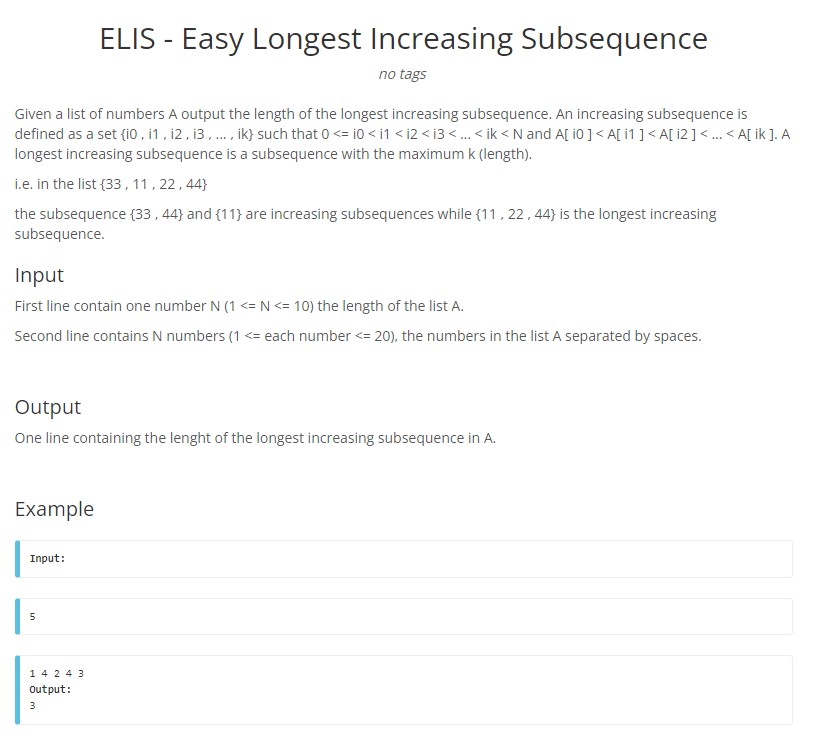 ELIS - Easy Longest Increasing Subsequence
no tags
Given a list of numbers A output the length of the longest increasing subsequence. An increasing subsequence is
defined as a set {i0 , i1 , i2 , i3 , ... , ik} such that 0 <= i0 < i1 < i2 < i3 < ... < ik < N and A[ i0 ] < A[ i1 ] < A[ i2 ] < ... < A[ ik ]. A
longest increasing subsequence is a subsequence with the maximum k (length).
i.e. in the list {33 , 11 , 22 , 44}
the subsequence {33 , 44} and {11} are increasing subsequences while {11 , 22 , 44} is the longest increasing
subsequence.
Input
First line contain one number N (1 <= N <= 10) the length of the list A.
Second line contains N numbers (1 <= each number <= 20), the numbers in the list A separated by spaces.
Output
One line containing the lenght of the longest increasing subsequence in A.
Example
Input:
5
1 4 2 4 3
Output:
3